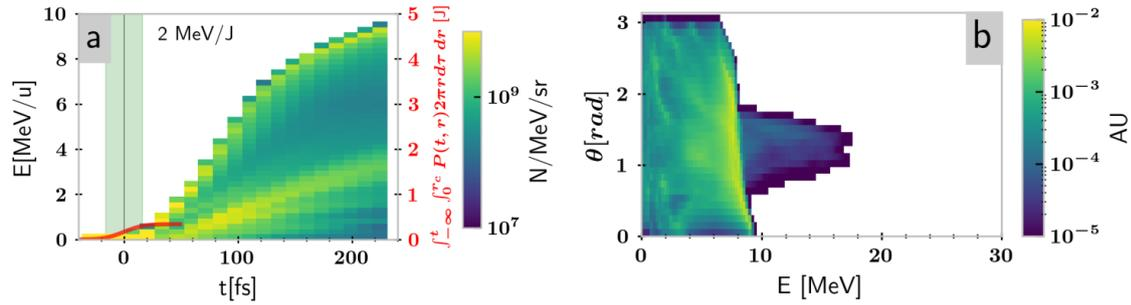 a
2 MeV/J
E[MeV/u]
10
8
6
4
2
0
0
100
200
t[fs]
5
4
3
2
1
0
∫_{-∞}^{t} ∫_{0}^{r_c} P(t, r)2πrdτ dr [J]
10^9
10^7
N/MeV/sr
b
θ[rad]
3
2
1
0
0
10
20
30
E [MeV]
10^{-2}
10^{-3}
10^{-4}
10^{-5}
AU